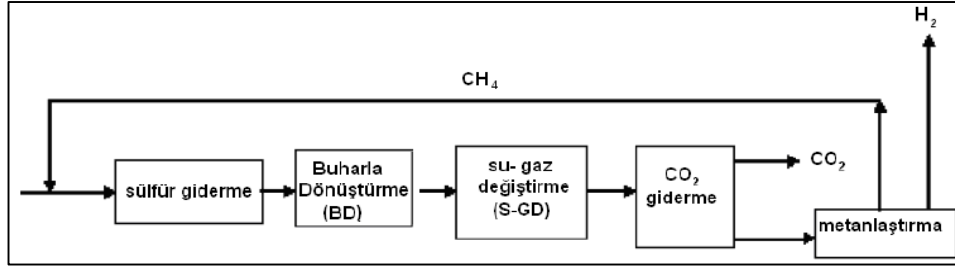 H₂
CH₄
sülfür giderme
Buharla
Dönüştürme
(BD)
su- gaz
değiştirme
(S-GD)
CO₂
giderme
CO₂
metanlaştırma